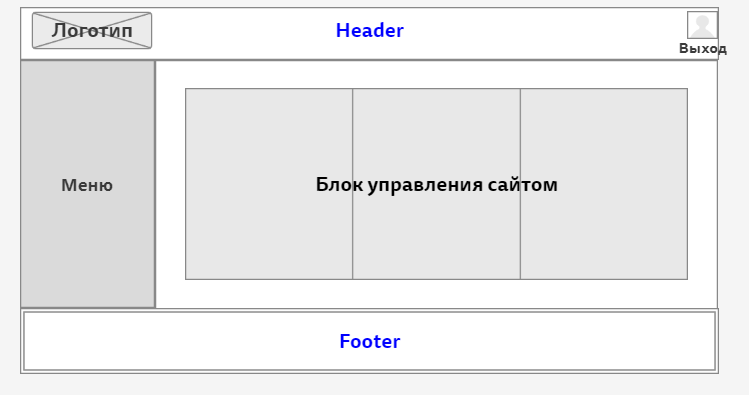 Логотип
Header
Выход
Меню
Блок управления сайтом
Footer